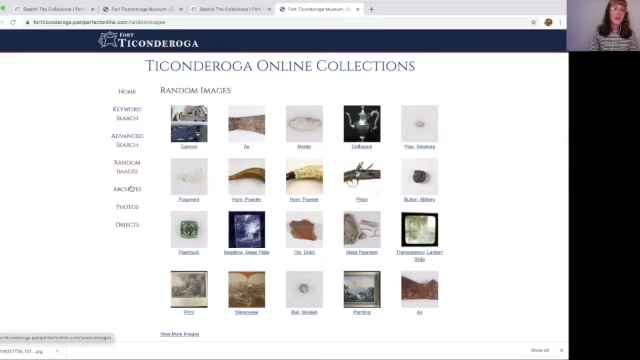 Search The Collections | Fort T
Fort Ticonderoga Museum. C
Search The Collections | Fort T
Fort Ticonderoga Museum. C
fortticonderoga.pastperfectonline.com/randomimages
FORT
TICONDEROGA
TICONDEROGA ONLINE COLLECTIONS
HOME
KEYWORD
SEARCH
ADVANCED
SEARCH
RANDOM
IMAGES
ARCHIVES
PHOTOS
OBJECTS
RANDOM IMAGES
Cannon
Ax
Mortar
Coffeepot
Pipe, Smoking
Fragment
Horn, Powder
Horn, Powder
Pistol
Button, Military
Flashbulb
Negative, Glass Plate
Tile, Drain
Metal Fragment
Transparency, Lantern
Slide
Print
Stereoview
Ball, Musket
Painting
Ax
View More Images
fortticonderoga.pastperfectonline.com/randomimages
Show All